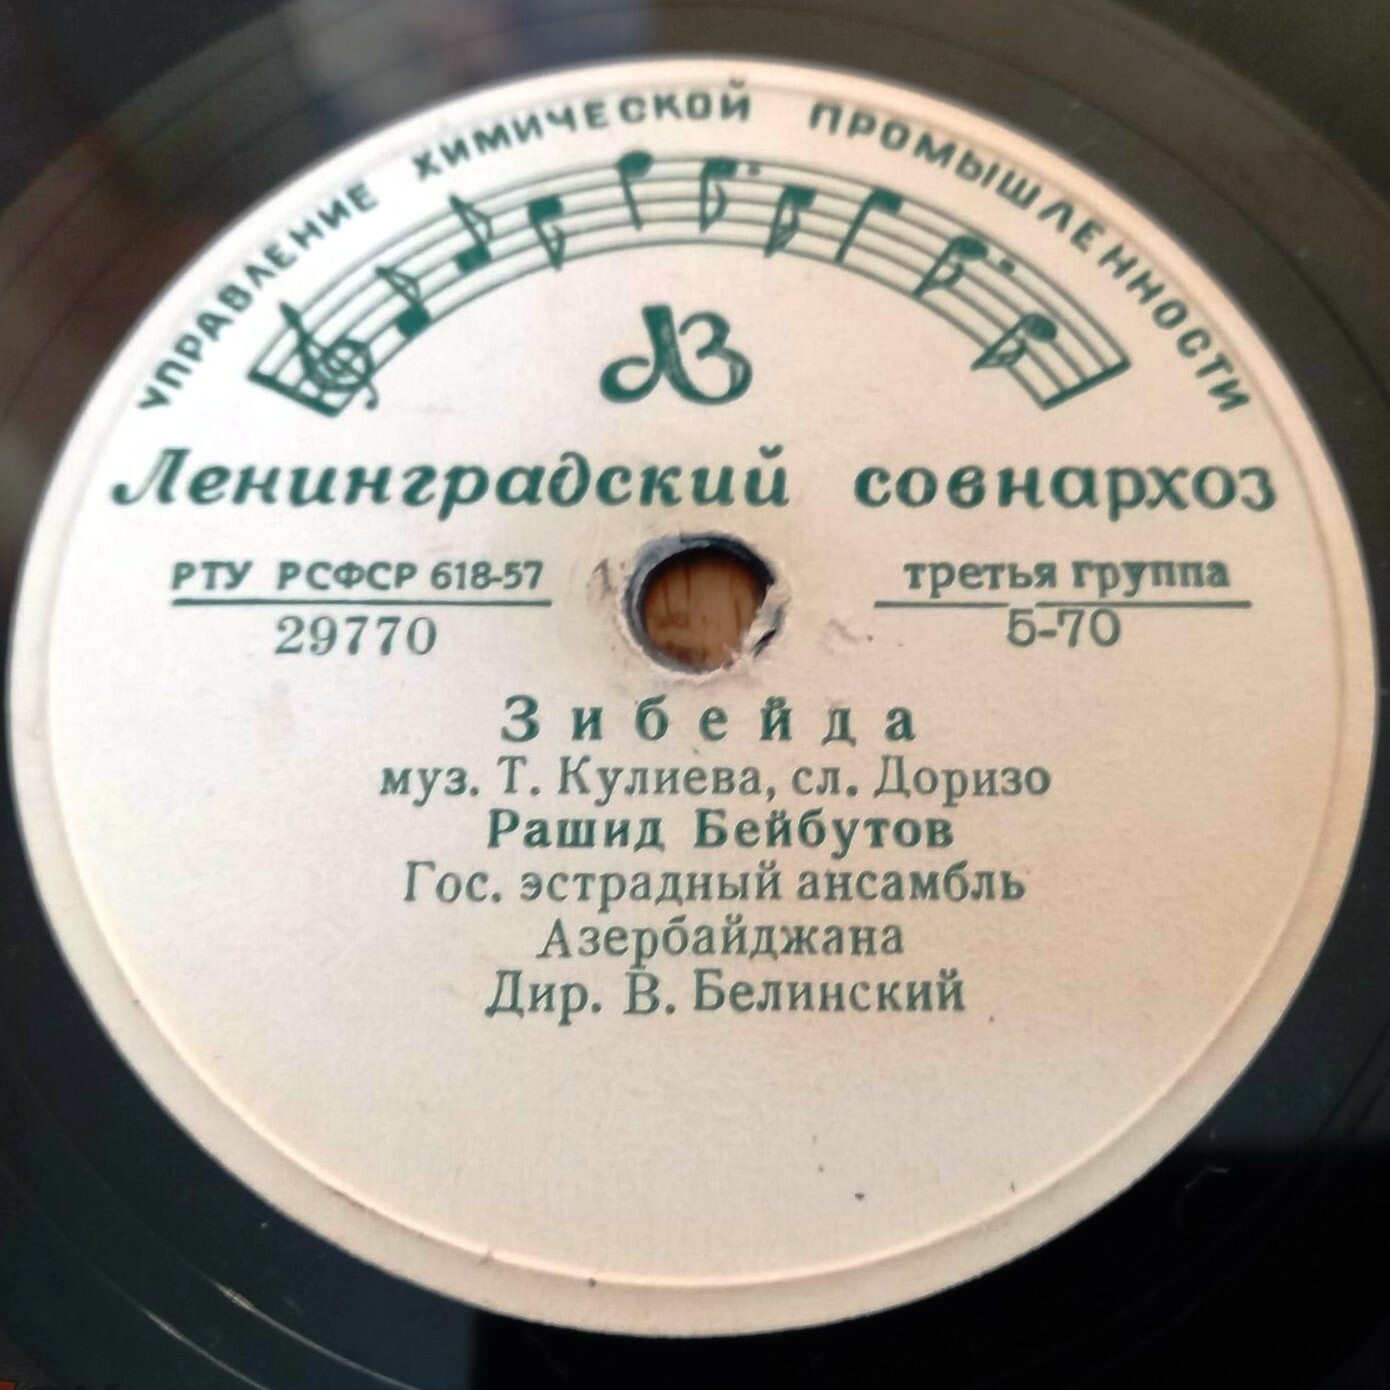 УПРАВЛЕНИЕ ХИМИЧЕСКОЙ ПРОМЫШЛЕННОСТИ
ЛЗ
Ленинградский совнархоз
РТУ РСФСР 618-57
третья группа
29770
5-70
Зибейда
муз. Т. Кулиева, сл. Доризо
Рашид Бейбутов
Гос. эстрадный ансамбль
Азербайджана
Дир. В. Белинский